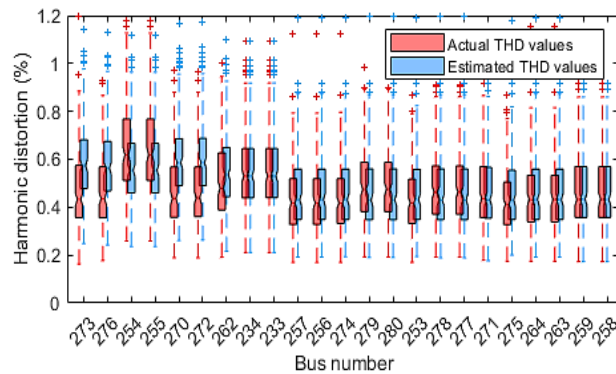 1.2
1
0.8
0.6
0.4
0.2
0
Harmonic distortion (%)
Actual THD values
Estimated THD values
273 276 254 255 270 272 262 234 233 257 256 274 279 280 253 278 277 271 275 264 263 259 258
Bus number